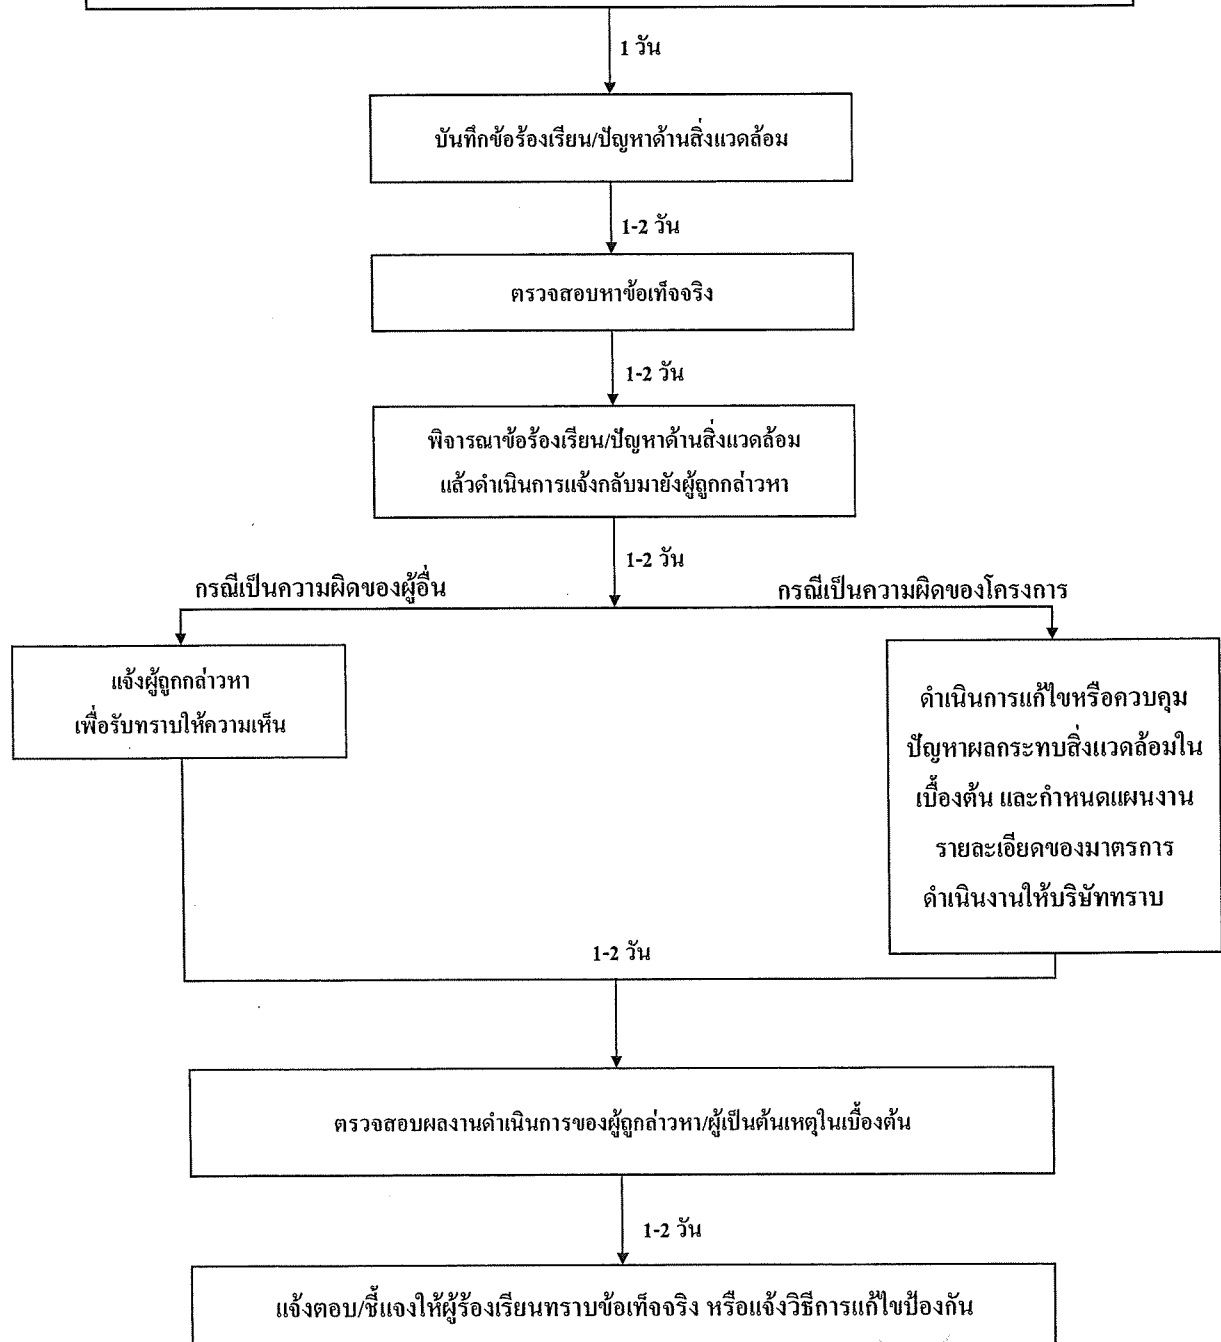 1 วัน
บันทึกข้อร้องเรียน/ปัญหาด้านสิ่งแวดล้อม
1-2 วัน
ตรวจสอบหาข้อเท็จจริง
1-2 วัน
พิจารณาข้อร้องเรียน/ปัญหาด้านสิ่งแวดล้อม
แล้วดำเนินการแจ้งกลับมายังผู้ถูกกล่าวหา
1-2 วัน
กรณีเป็นความผิดของผู้อื่น
กรณีเป็นความผิดของโครงการ
แจ้งผู้ถูกกล่าวหา
เพื่อรับทราบให้ความเห็น
ดำเนินการแก้ไขหรือควบคุม
ปัญหาผลกระทบสิ่งแวดล้อมใน
เบื้องต้น และกำหนดแผนงาน
รายละเอียดของมาตรการ
ดำเนินงานให้บริษัททราบ
1-2 วัน
ตรวจสอบผลงานดำเนินการของผู้ถูกล่าวหา/ผู้เป็นต้นเหตุในเบื้องต้น
1-2 วัน
แจ้งตอบ/ชี้แจงให้ผู้ร้องเรียนทราบข้อเท็จจริง หรือแจ้งวิธีการแก้ไขป้องกัน